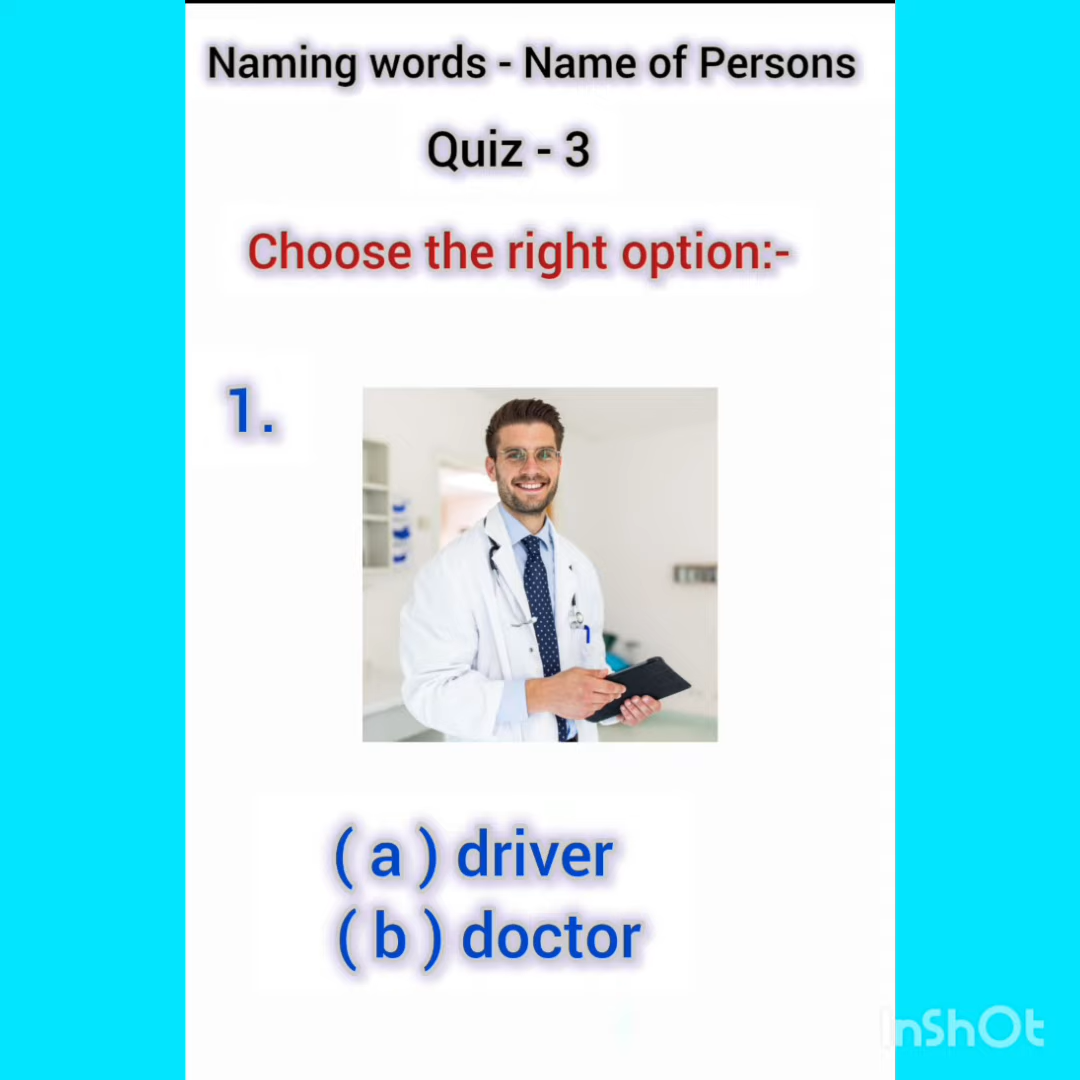 Naming words - Name of Persons
Quiz - 3
Choose the right option:-
1.
( a ) driver
( b ) doctor
InShOt